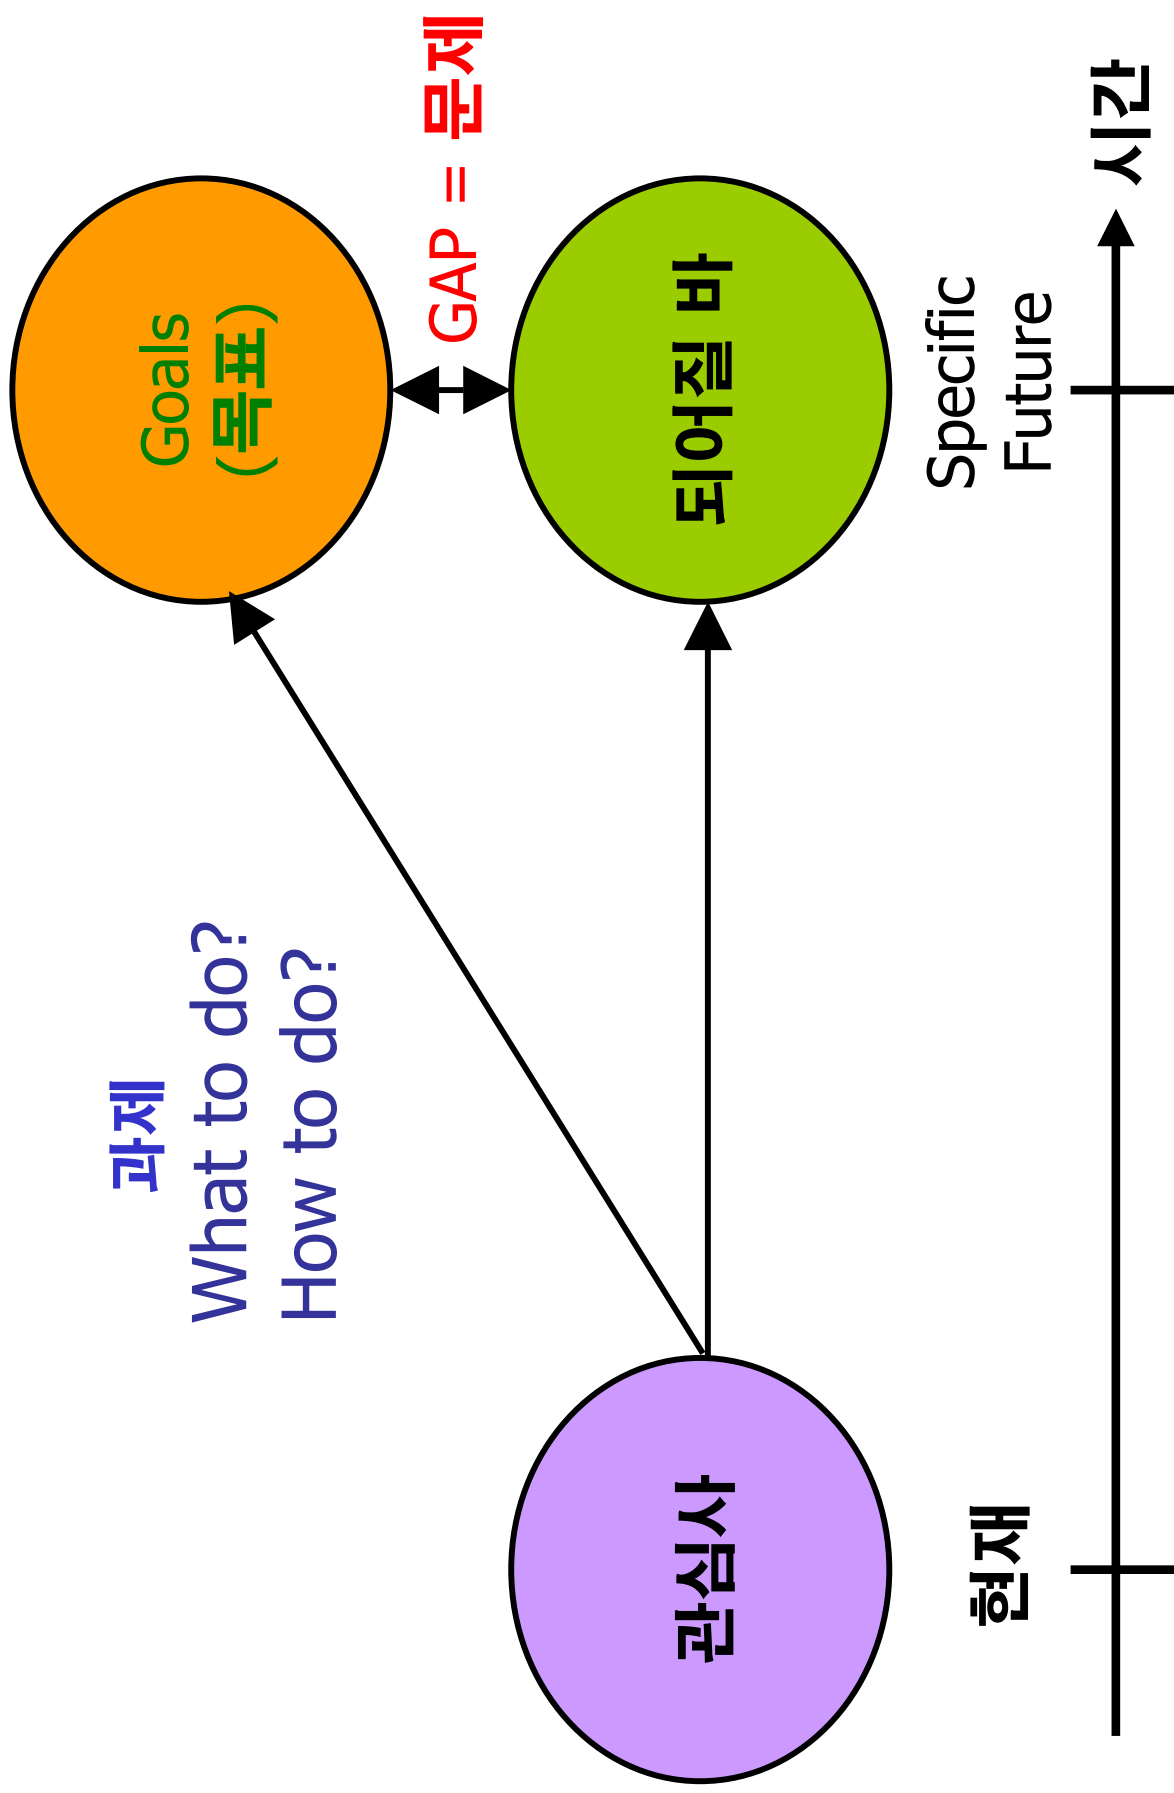 과제
What to do?
How to do?
Goals
(목표)
GAP = 문제
관심사
되어질 바
현재
Specific
Future
시간